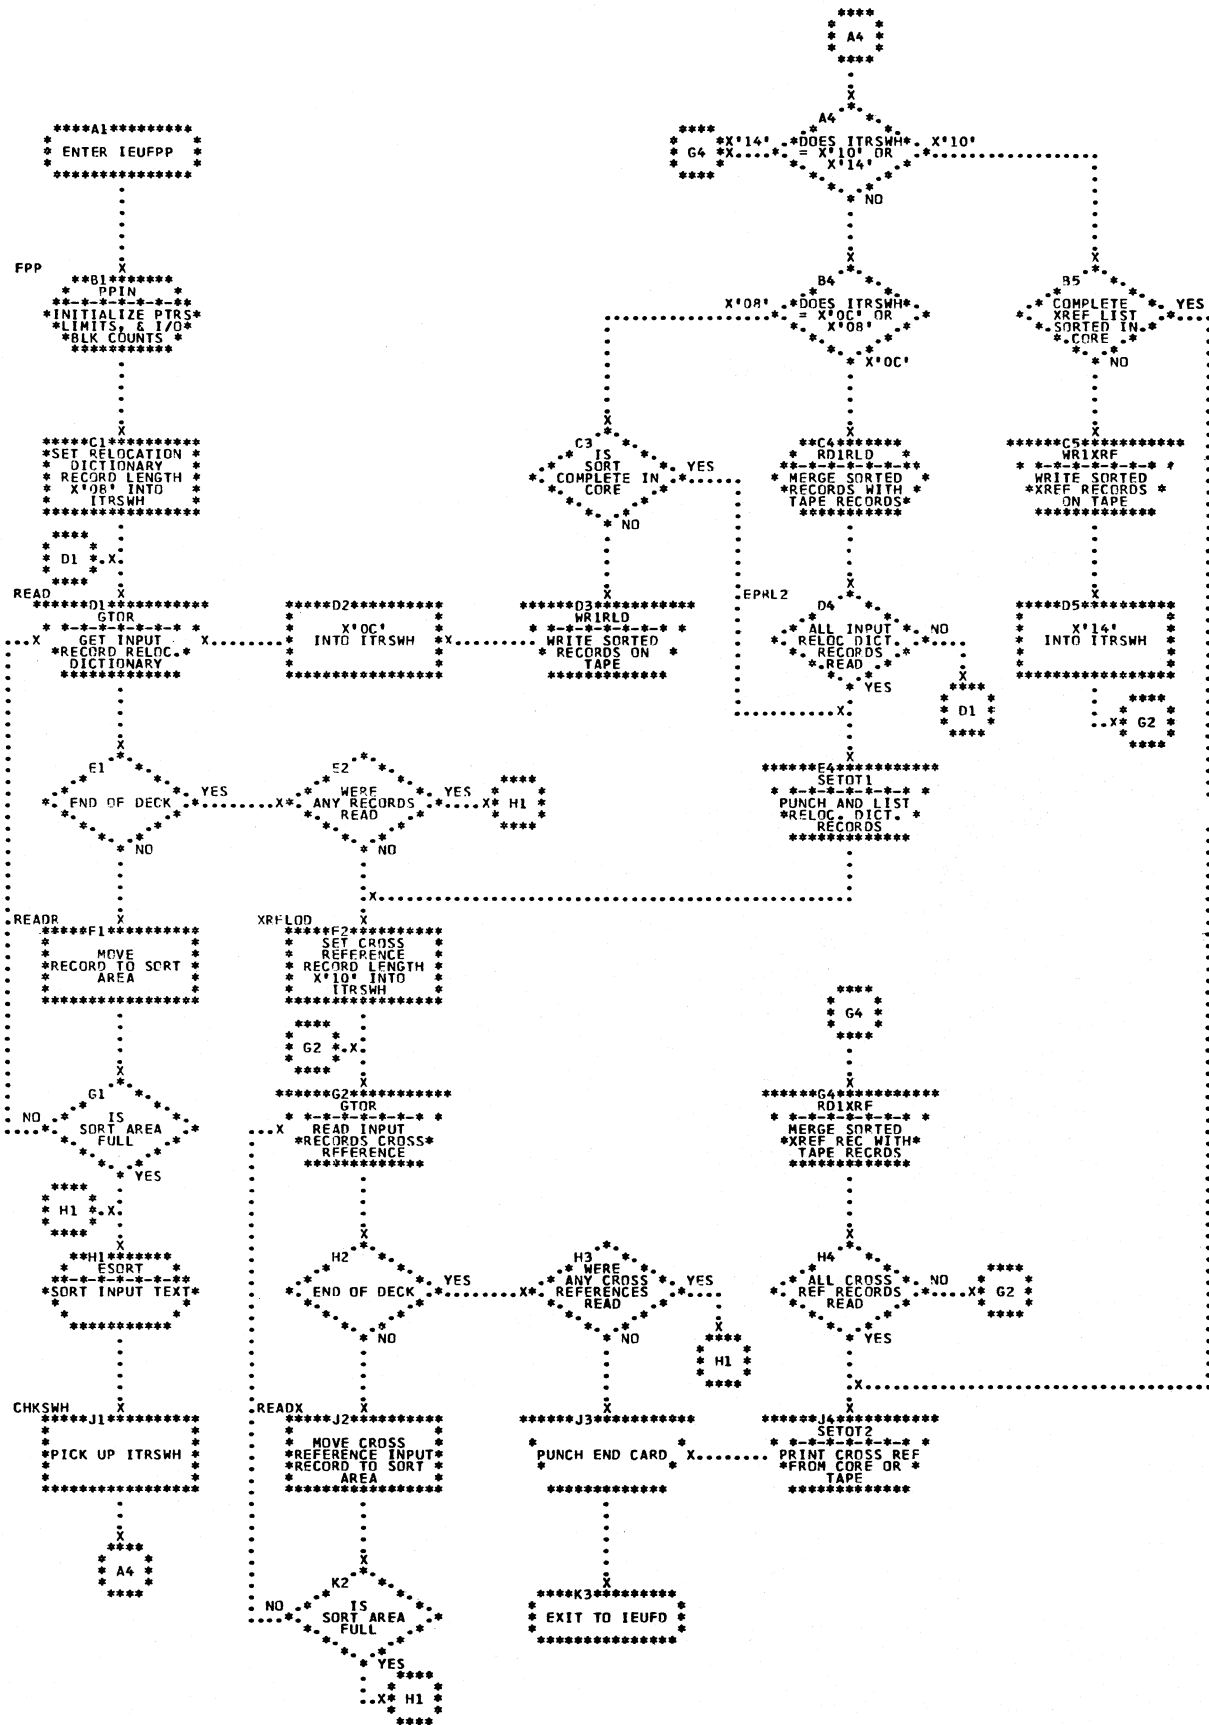 A4
****A1*********
ENTER IEUFPP
A4
DOES ITRSWH
= X'10' OR
X'14'
X'14'
G4
X'10'
NO
FPP
**B1*******
PPIN
INITIALIZE PTRS
LIMITS, & I/O
BLK COUNTS
B4
DOES ITRSWH
= X'0C' OR
X'08'
X'08'
X'0C'
B5
COMPLETE
XREF LIST
SORTED IN
CORE
YES
NO
*****C1**********
SET RELOCATION
DICTIONARY
RECORD LENGTH
X'08' INTO
ITRSWH
C3
IS
SORT
COMPLETE IN
CORE
YES
NO
**C4*******
RD1RLD
MERGE SORTED
RECORDS WITH
TAPE RECORDS
******C5***********
WR1XRF
WRITE SORTED
XREF RECORDS
ON TAPE
D1
READ
******D1***********
GTOR
GET INPUT
RECORD RELOC.
DICTIONARY
*****D2**********
X'0C'
INTO ITRSWH
******D3***********
WR1RLD
WRITE SORTED
RECORDS ON
TAPE
EPRL2
D4
ALL INPUT
RELOC DICT.
RECORDS
READ
NO
YES
D1
*****D5**********
X'14'
INTO ITRSWH
G2
E1
END OF DECK
YES
NO
E2
WERE
ANY RECORDS
READ
YES
H1
NO
******E4***********
SETOT1
PUNCH AND LIST
RELOC. DICT.
RECORDS
READR
*****F1**********
MOVE
RECORD TO SORT
AREA
XRFLOD
*****F2**********
SET CROSS
REFERENCE
RECORD LENGTH
X'10' INTO
ITRSWH
G4
G2
G1
IS
SORT AREA
FULL
NO
YES
******G2***********
GTOR
READ INPUT
RECORDS CROSS
RFFERENCE
******G4***********
RD1XRF
MERGE SORTED
XREF REC WITH
TAPE RECRDS
H1
**H1*******
ESORT
SORT INPUT TEXT
H2
END OF DECK
YES
NO
H3
WERE
ANY CROSS
REFERENCES
READ
YES
NO
H1
H4
ALL CROSS
REF RECORDS
READ
NO
G2
YES
CHKSWH
*****J1**********
PICK UP ITRSWH
READX
*****J2**********
MOVE CROSS
REFERENCE INPUT
RECORD TO SORT
AREA
******J3***********
PUNCH END CARD
******J4***********
SETOT2
PRINT CROSS REF
FROM CORE OR
TAPE
A4
K2
IS
SORT AREA
FULL
NO
YES
H1
****K3*********
EXIT TO IEUFD